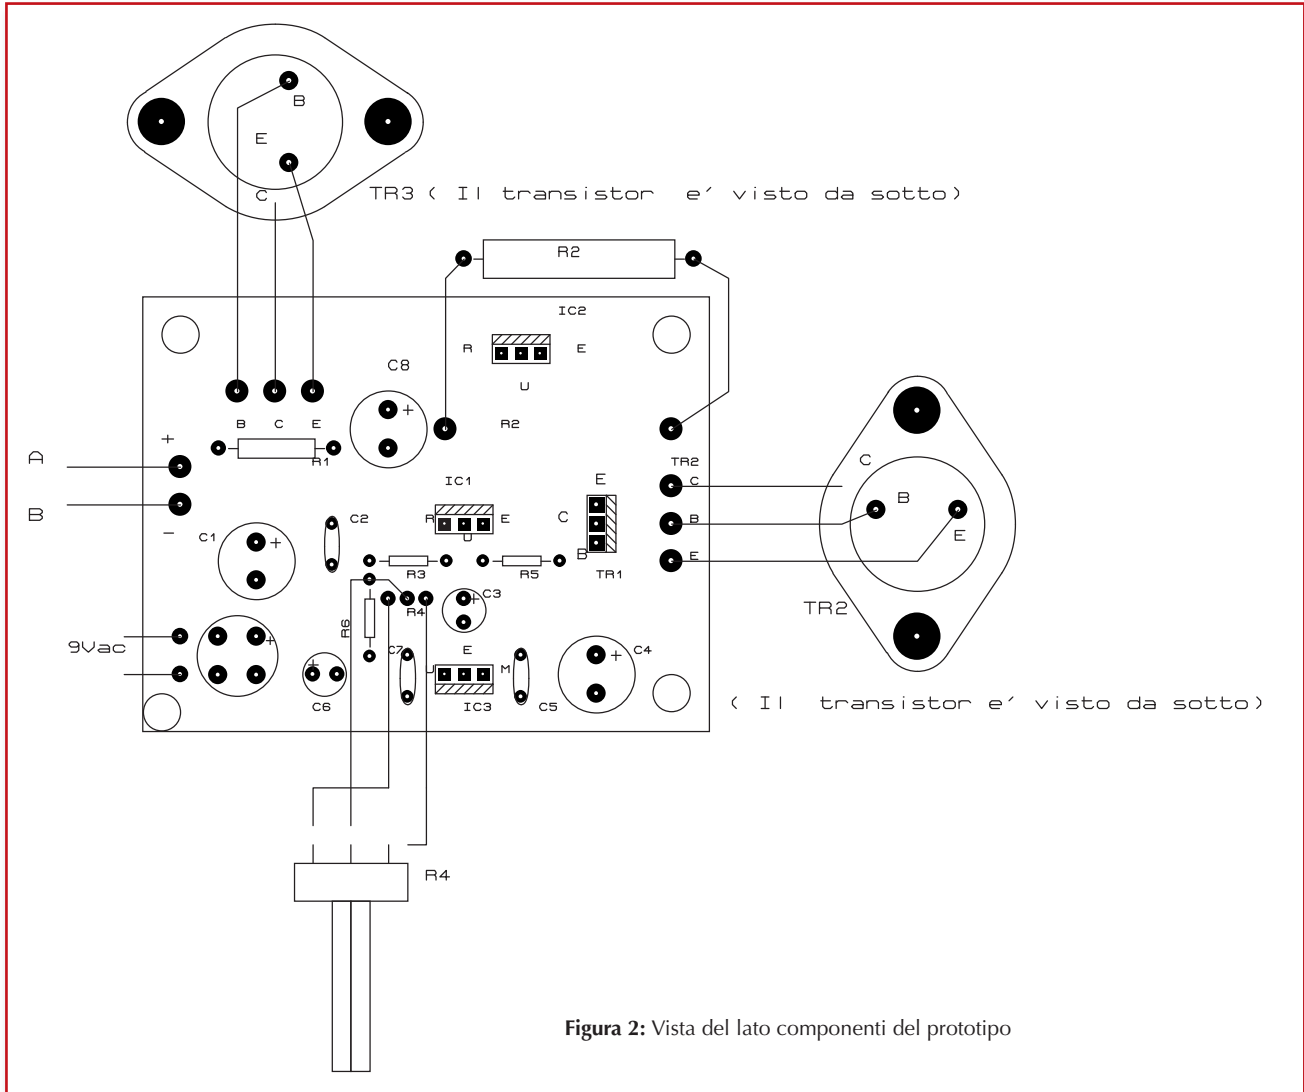 B
E
C
TR3 ( Il transistor e' visto da sotto)
R2
IC2
R E
U
C8
+
B C E
R2
+
R1
A
TR2
C
IC1
E
C
B
B
R E
U
C
B
-
C2
C1
+
B
E
E
R3
R5
TR1
TR2
C3
+
R4
R6
9Vac
+
C7
E
+
C4
+
U
M
C6
IC3
C5
( Il transistor e' visto da sotto)
R4
Figura 2: Vista del lato componenti del prototipo